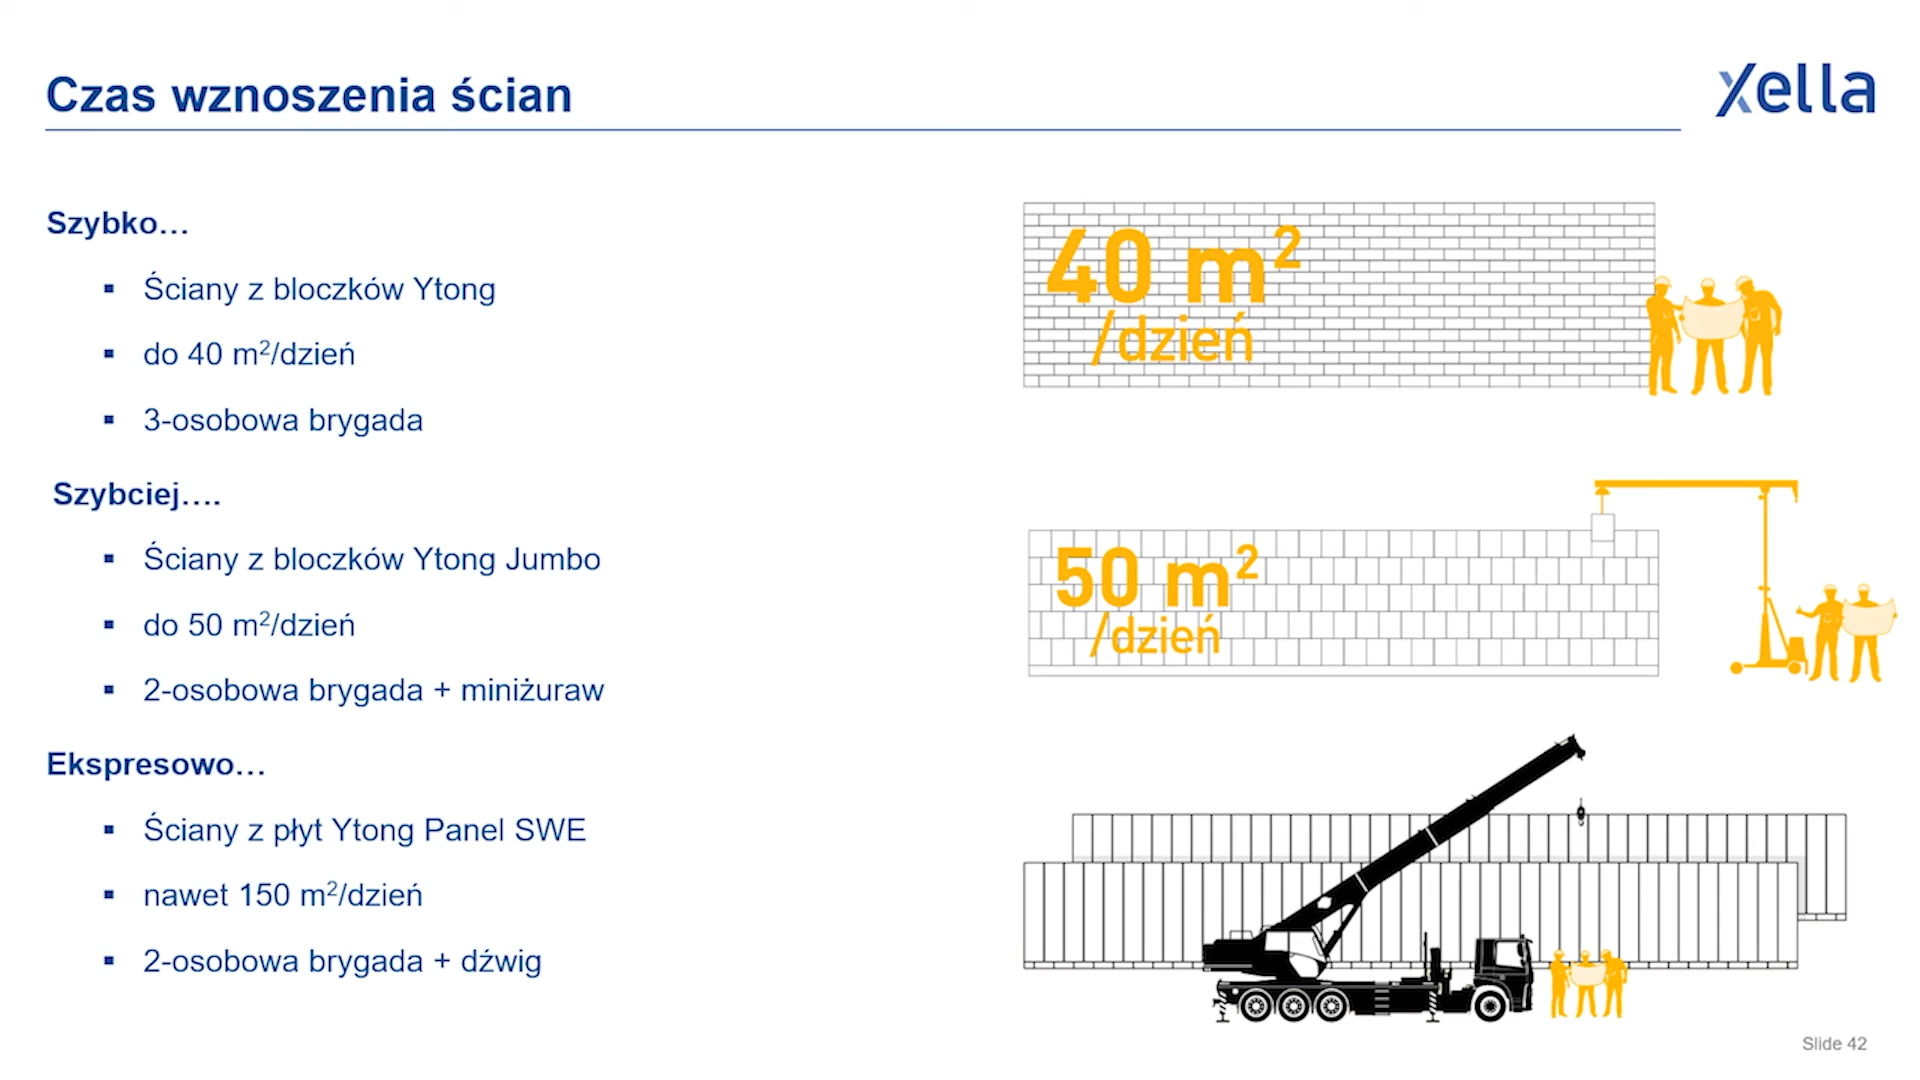 Czas wznoszenia ścian
xella
Szybko…
▪ Ściany z bloczków Ytong
▪ do 40 m²/dzień
▪ 3-osobowa brygada
40 m²
/dzień
Szybciej….
▪ Ściany z bloczków Ytong Jumbo
▪ do 50 m²/dzień
▪ 2-osobowa brygada + miniżuraw
50 m²
/dzień
Ekspresowo…
▪ Ściany z płyt Ytong Panel SWE
▪ nawet 150 m²/dzień
▪ 2-osobowa brygada + dźwig
Slide 42